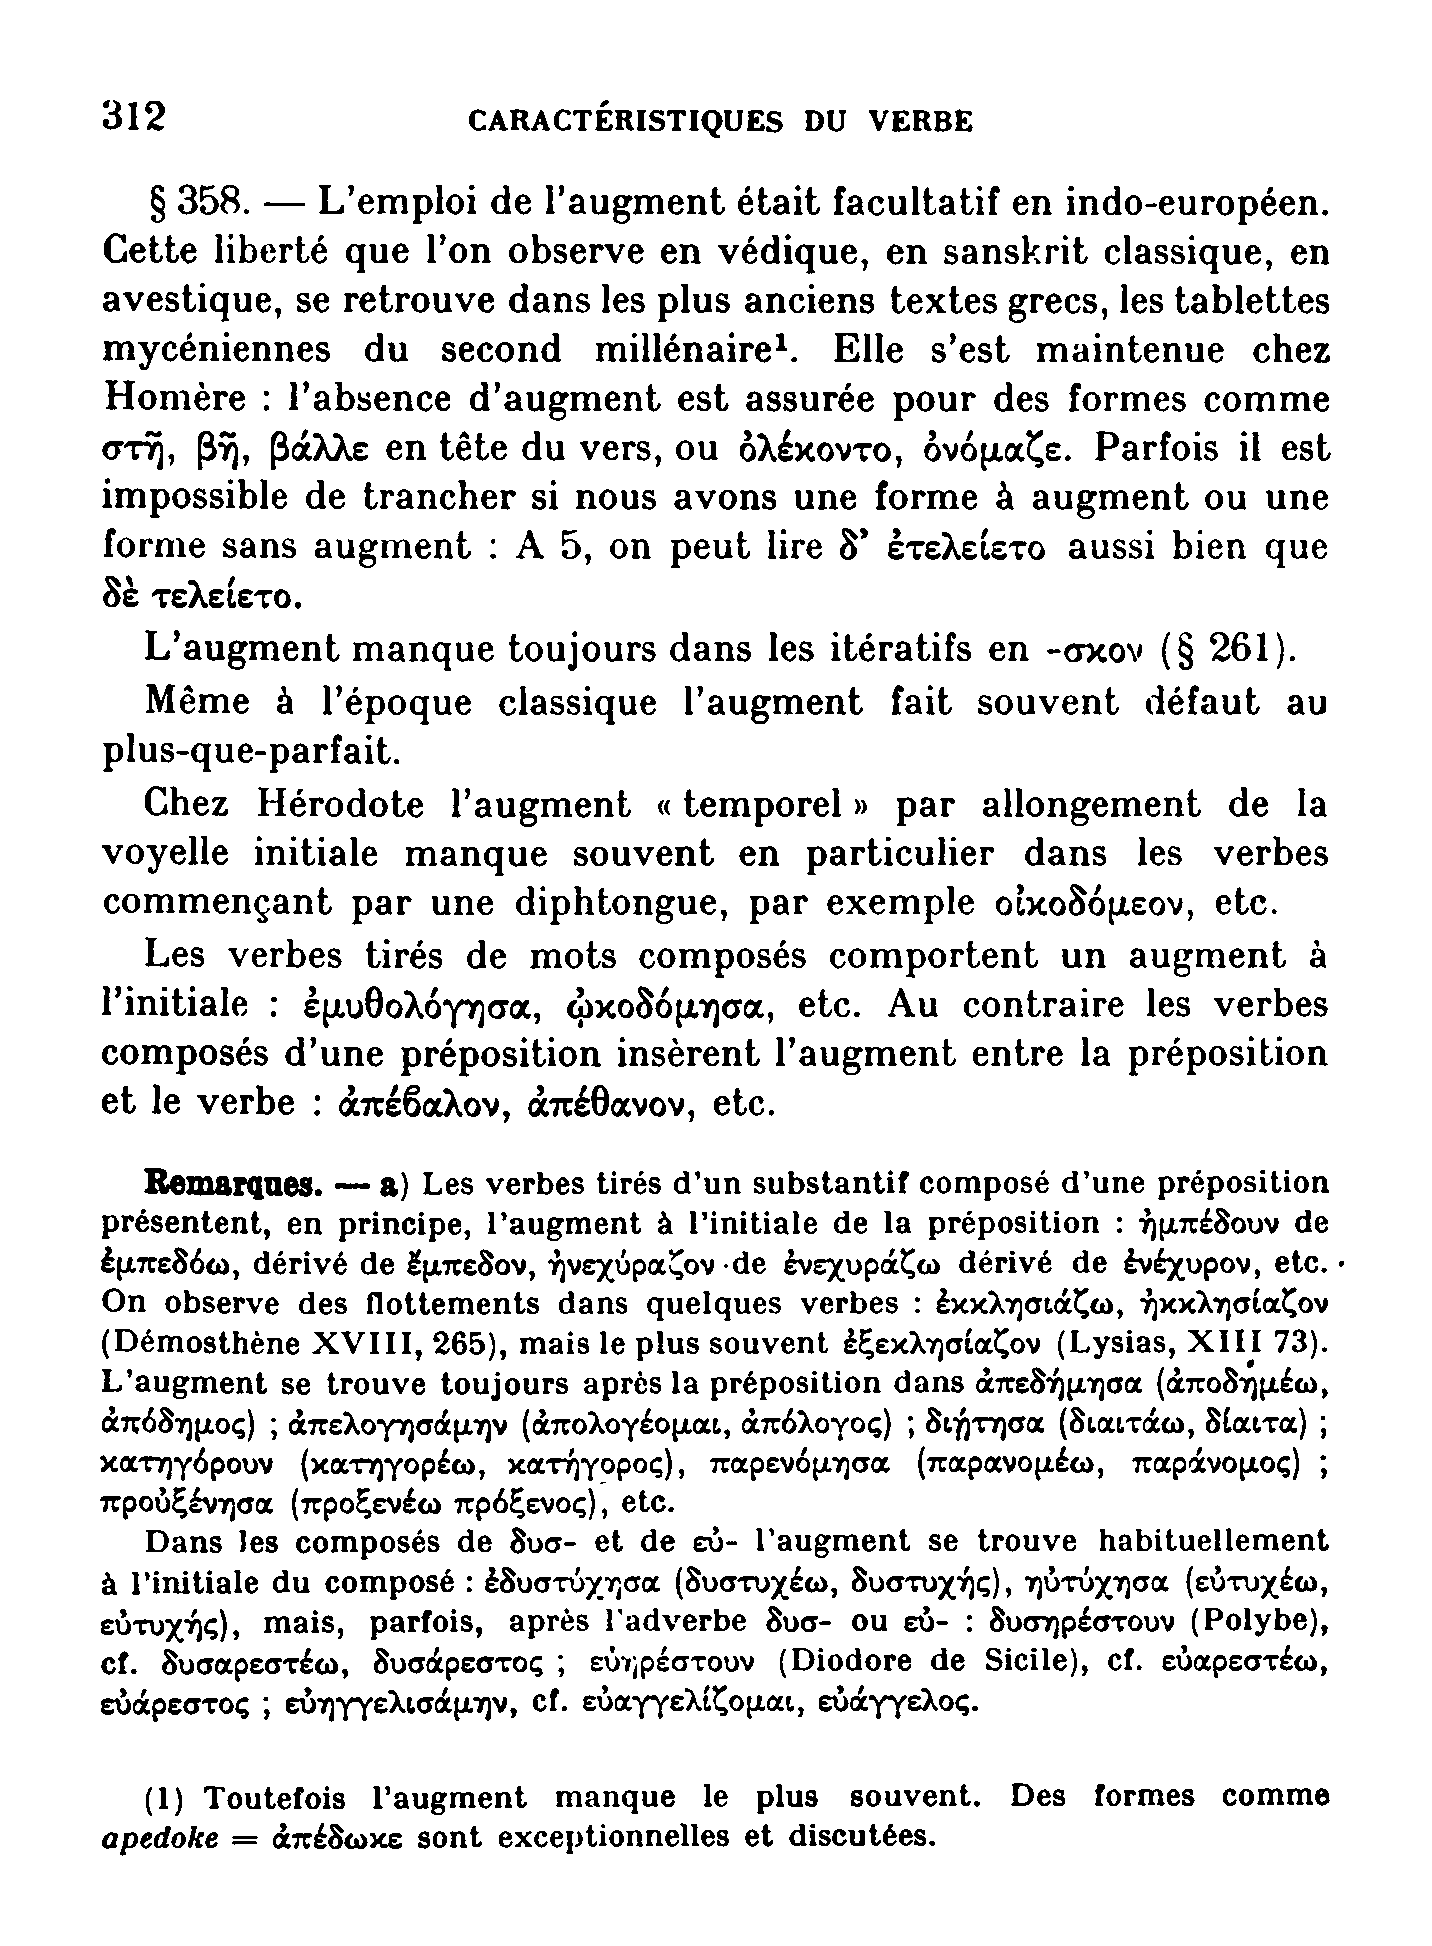 312 CARACTÉRISTIQUES DU VERBE
§ 358. — L'emploi de l'augment était facultatif en indo-européen.
Cette liberté que l'on observe en védique, en sanskrit classique, en
avestique, se retrouve dans les plus anciens textes grecs, les tablettes
mycéniennes du second millénaire¹. Elle s'est maintenue chez
Homère : l'absence d'augment est assurée pour des formes comme
στῆ, βῆ, βάλλε en tête du vers, ou ὀλέκοντο, ὀνόμαζε. Parfois il est
impossible de trancher si nous avons une forme à augment ou une
forme sans augment : A 5, on peut lire δ' ἐτελείετο aussi bien que
δὲ τελείετο.
L'augment manque toujours dans les itératifs en -σκον (§ 261).
Même à l'époque classique l'augment fait souvent défaut au
plus-que-parfait.
Chez Hérodote l'augment « temporel » par allongement de la
voyelle initiale manque souvent en particulier dans les verbes
commençant par une diphtongue, par exemple οἰκοδόμεον, etc.
Les verbes tirés de mots composés comportent un augment à
l'initiale : ἐμυθολόγησα, ᾠκοδόμησα, etc. Au contraire les verbes
composés d'une préposition insèrent l'augment entre la préposition
et le verbe : ἀπέϐαλον, ἀπέθανον, etc.
Remarques. — a) Les verbes tirés d'un substantif composé d'une préposition
présentent, en principe, l'augment à l'initiale de la préposition : ἠμπέδουν de
ἐμπεδόω, dérivé de ἔμπεδον, ἠνεχύραζον de ἐνεχυράζω dérivé de ἐνέχυρον, etc.
On observe des flottements dans quelques verbes : ἐκκλησιάζω, ἠκκλησίαζον
(Démosthène XVIII, 265), mais le plus souvent ἐξεκλησίαζον (Lysias, XIII 73).
L'augment se trouve toujours après la préposition dans ἀπεδήμησα (ἀποδημέω,
ἀπόδημος) ; ἀπελογησάμην (ἀπολογέομαι, ἀπόλογος) ; διῄτησα (διαιτάω, δίαιτα) ;
κατηγόρουν (κατηγορέω, κατήγορος), παρενόμησα (παρανομέω, παράνομος) ;
προὐξένησα (προξενέω πρόξενος), etc.
Dans les composés de δυσ- et de εὐ- l'augment se trouve habituellement
à l'initiale du composé : ἐδυστύχησα (δυστυχέω, δυστυχής), ηὐτύχησα (εὐτυχέω,
εὐτυχής), mais, parfois, après l'adverbe δυσ- ou εὐ- : δυσηρέστουν (Polybe),
cf. δυσαρεστέω, δυσάρεστος ; εὐηρέστουν (Diodore de Sicile), cf. εὐαρεστέω,
εὐάρεστος ; εὐηγγελισάμην, cf. εὐαγγελίζομαι, εὐάγγελος.
(1) Toutefois l'augment manque le plus souvent. Des formes comme
apedoke = ἀπέδωκε sont exceptionnelles et discutées.